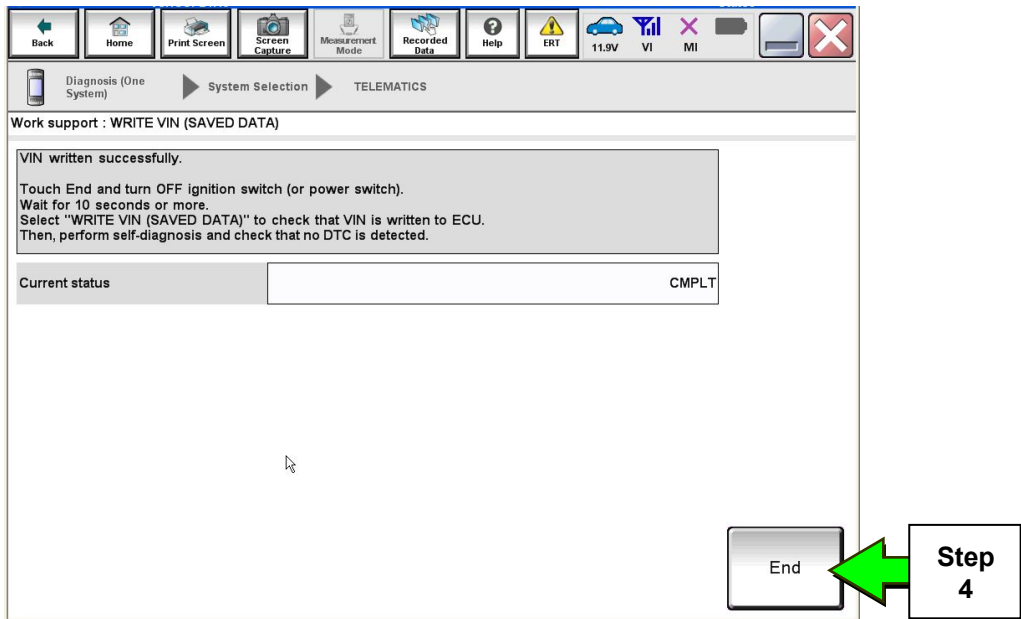 Back
Home
Print Screen
Screen Capture
Measurement Mode
Recorded Data
Help
ERT
11.9V
VI
MI
Diagnosis (One System)
System Selection
TELEMATICS
Work support : WRITE VIN (SAVED DATA)
VIN written successfully.
Touch End and turn OFF ignition switch (or power switch).
Wait for 10 seconds or more.
Select "WRITE VIN (SAVED DATA)" to check that VIN is written to ECU.
Then, perform self-diagnosis and check that no DTC is detected.
Current status
CMPLT
End
Step
4